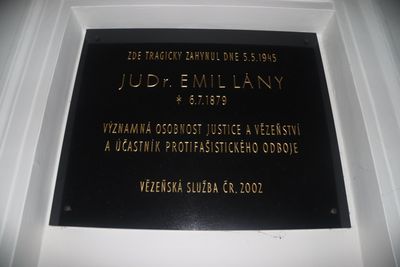 ZDE TRAGICKY ZAHYNUL DNE 5.5.1945
JUDr. EMIL LÁNY
* 6.7.1879
VÝZNAMNÁ OSOBNOST JUSTICE A VĚZEŇSTVÍ
A ÚČASTNÍK PROTIFAŠISTICKÉHO ODBOJE
VĚZEŇSKÁ SLUŽBA ČR, 2002